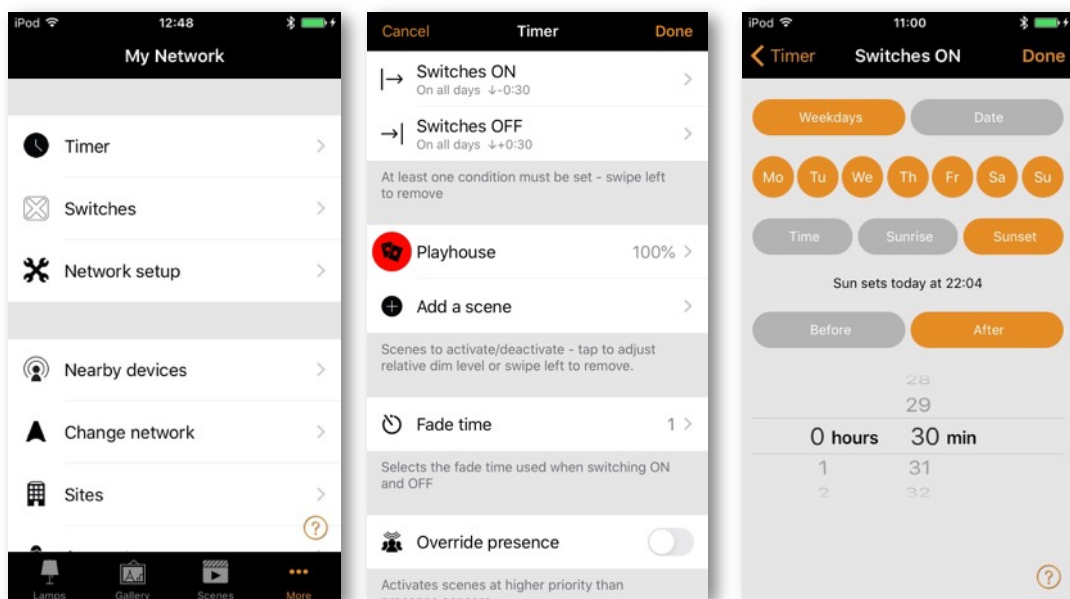 iPod 12:48
My Network
Timer
Switches
Network setup
Nearby devices
Change network
Sites
?
Lamps Gallery Scenes More
Cancel Timer Done
Switches ON
On all days ↓-0:30
Switches OFF
On all days ↓+0:30
At least one condition must be set - swipe left
to remove
Playhouse 100%
Add a scene
Scenes to activate/deactivate - tap to adjust
relative dim level or swipe left to remove.
Fade time 1
Selects the fade time used when switching ON
and OFF
Override presence
Activates scenes at higher priority than
iPod 11:00
Timer Switches ON Done
Weekdays Date
Mo Tu We Th Fr Sa Su
Time Sunrise Sunset
Sun sets today at 22:04
Before After
28
29
0 hours 30 min
1 31
2 32
?